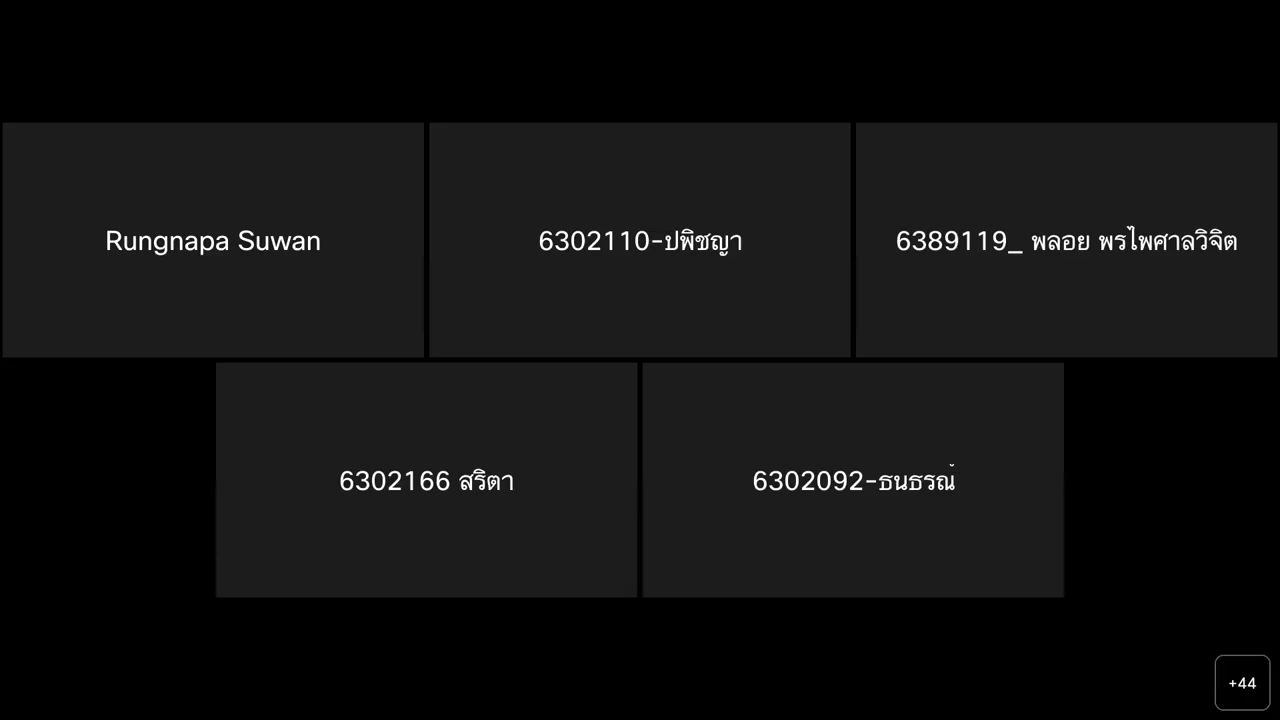 Rungnapa Suwan
6302110-ปพิชญา
6389119_ พลอย พรไพศาลวิจิต
6302166 สริตา
6302092-ธนธรณ์
+44